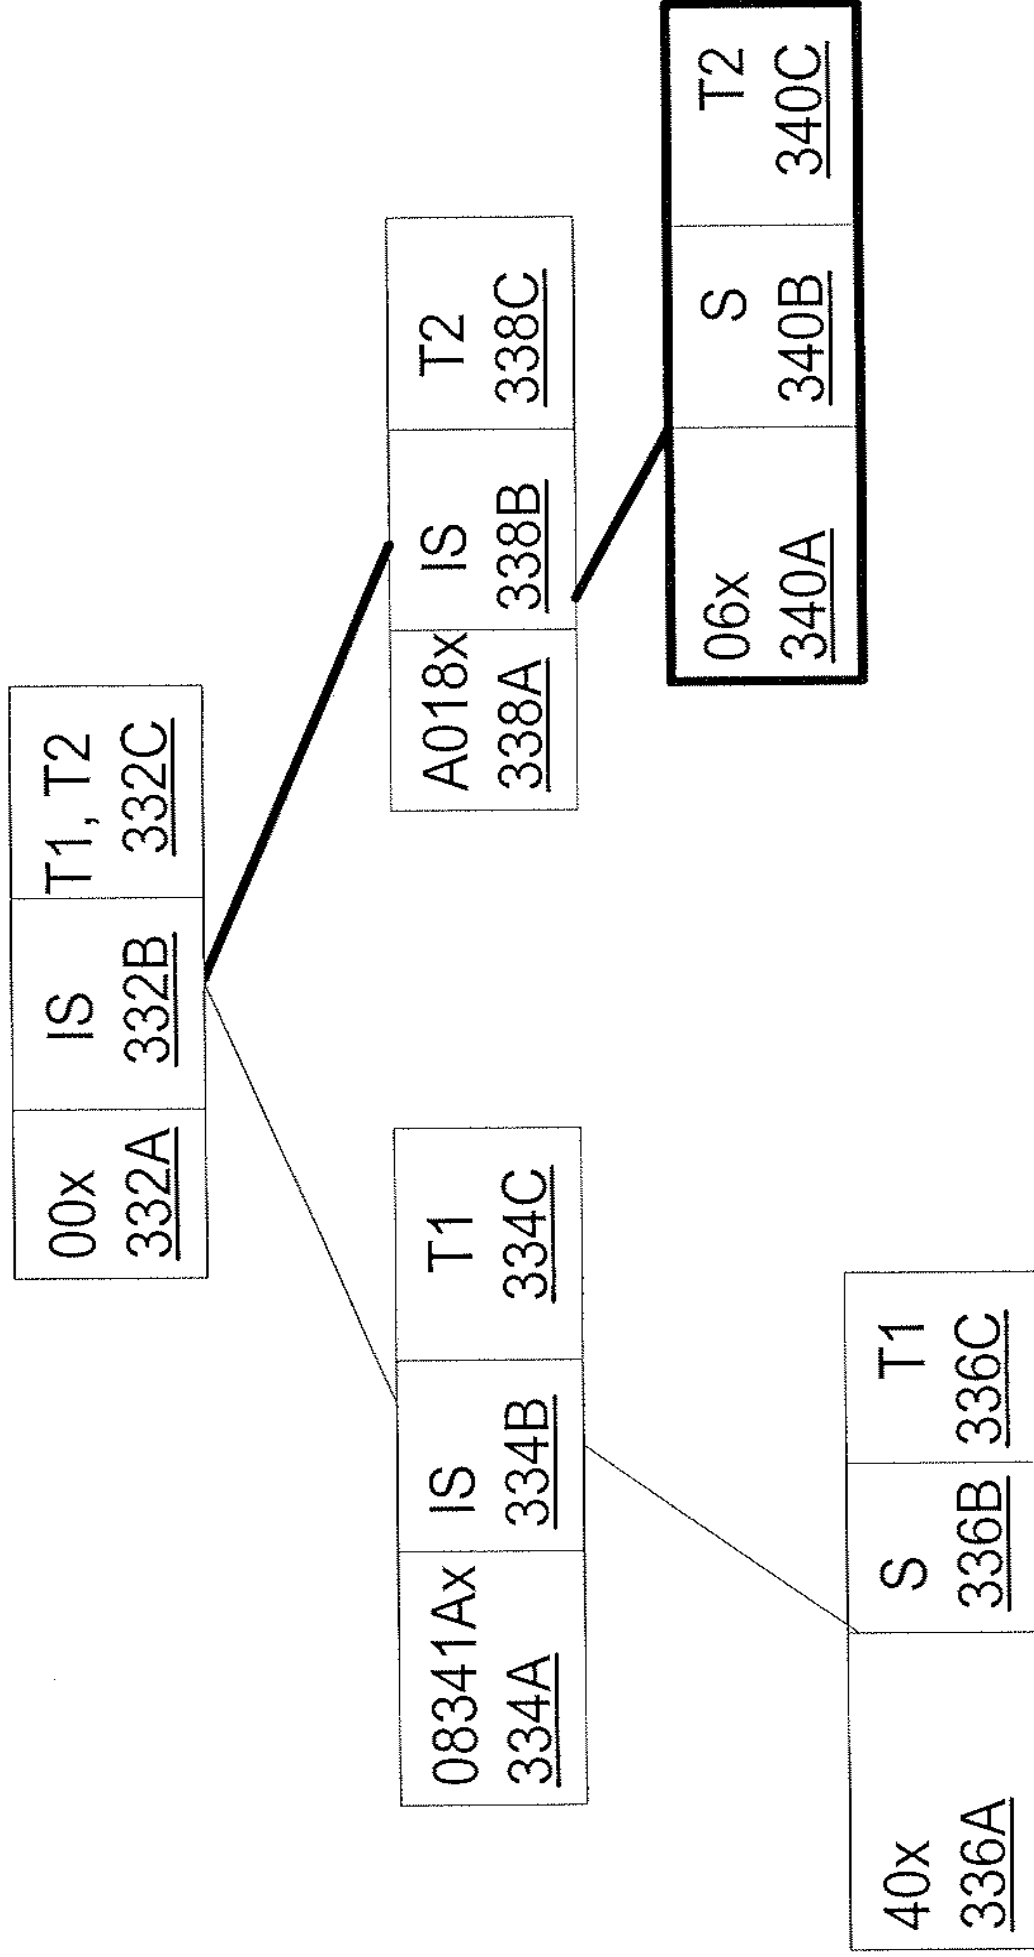 00x
332A
IS
332B
T1, T2
332C
08341Ax
334A
IS
334B
T1
334C
A018x
338A
IS
338B
T2
338C
40x
336A
S
336B
T1
336C
06x
340A
S
340B
T2
340C